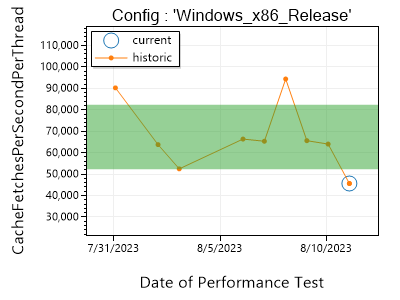 Config : 'Windows_x86_Release'
CacheFetchesPerSecondPerThread
current
historic
110,000
100,000
90,000
80,000
70,000
60,000
50,000
40,000
30,000
7/31/2023
8/5/2023
8/10/2023
Date of Performance Test